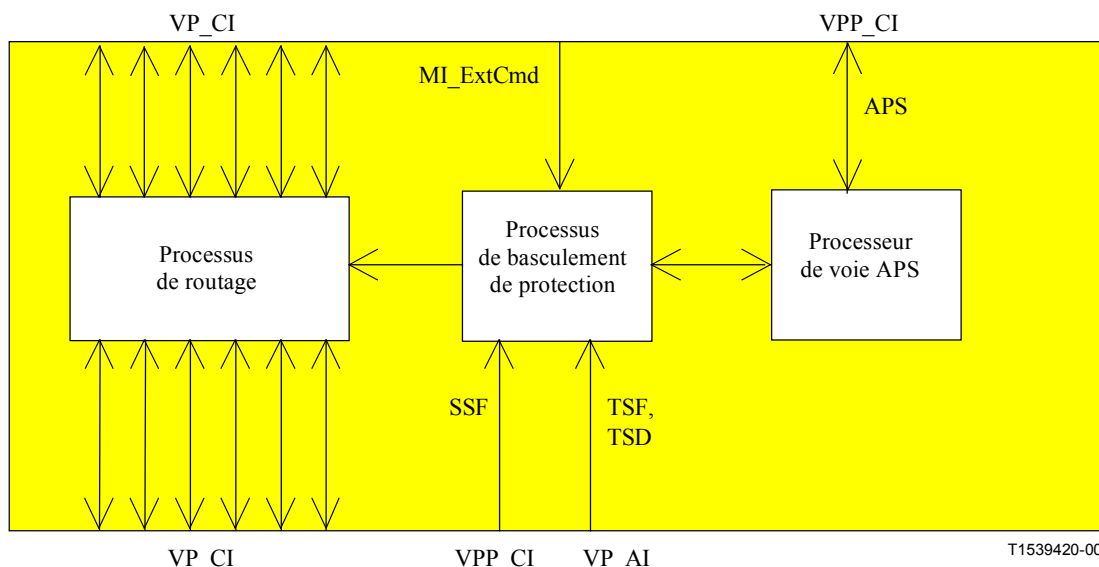 VP_CI
VPP_CI
MI_ExtCmd
APS
Processus
de routage
Processus
de basculement
de protection
Processeur
de voie APS
SSF
TSF,
TSD
VP_CI
VPP_CI
VP_AI
T1539420-00